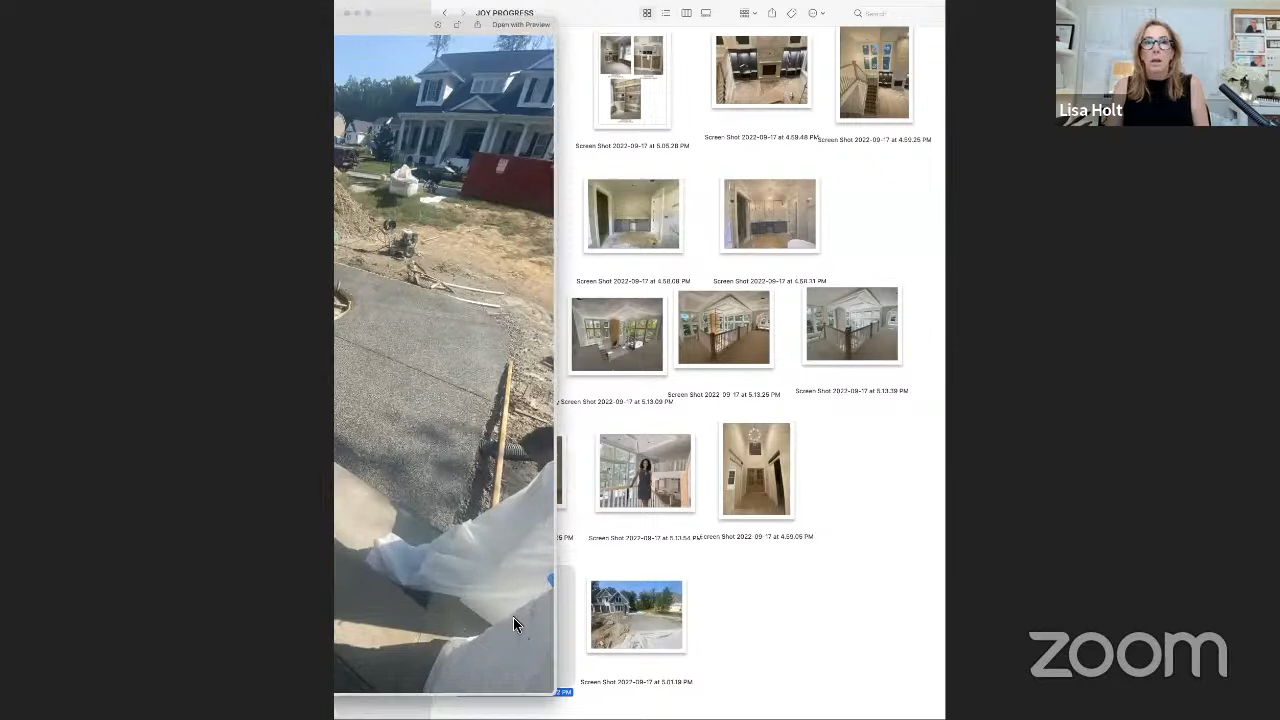 JOY PROGRESS
Search
Open with Preview
Screen Shot 2022-09-17 at 5.05.28 PM
Screen Shot 2022-09-17 at 4.59.48 PM
Screen Shot 2022-09-17 at 4.59.25 PM
Screen Shot 2022-09-17 at 4.58.08 PM
Screen Shot 2022-09-17 at 4.58.31 PM
Screen Shot 2022-09-17 at 5.13.09 PM
Screen Shot 2022-09-17 at 5.13.25 PM
Screen Shot 2022-09-17 at 5.13.39 PM
PM
Screen Shot 2022-09-17 at 5.13.54 PM
Screen Shot 2022-09-17 at 4.59.05 PM
Screen Shot 2022-09-17 at 5.01.19 PM
2 PM
Lisa Holt
zoom